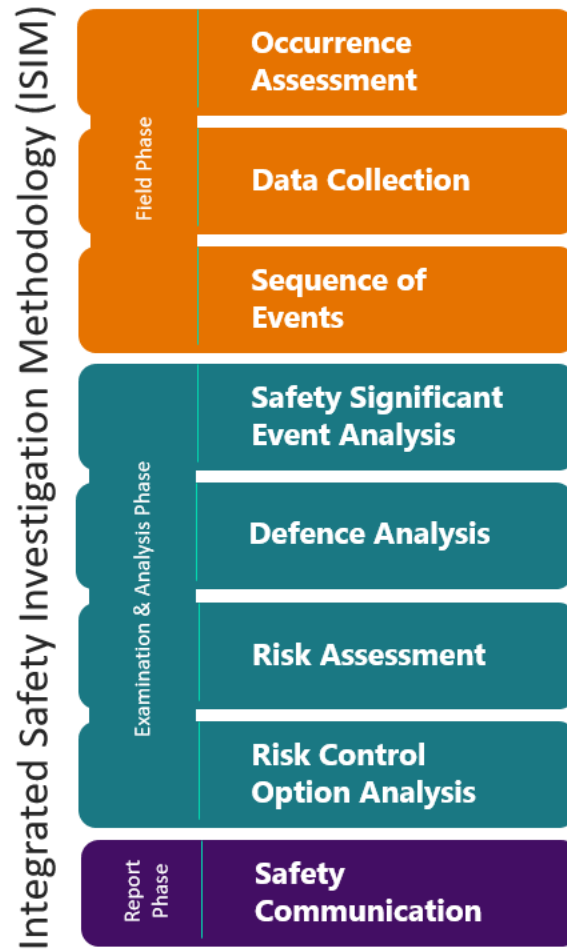 Integrated Safety Investigation Methodology (ISIM)
Field Phase
Occurrence
Assessment
Data Collection
Sequence of
Events
Examination & Analysis Phase
Safety Significant
Event Analysis
Defence Analysis
Risk Assessment
Risk Control
Option Analysis
Report
Phase
Safety
Communication